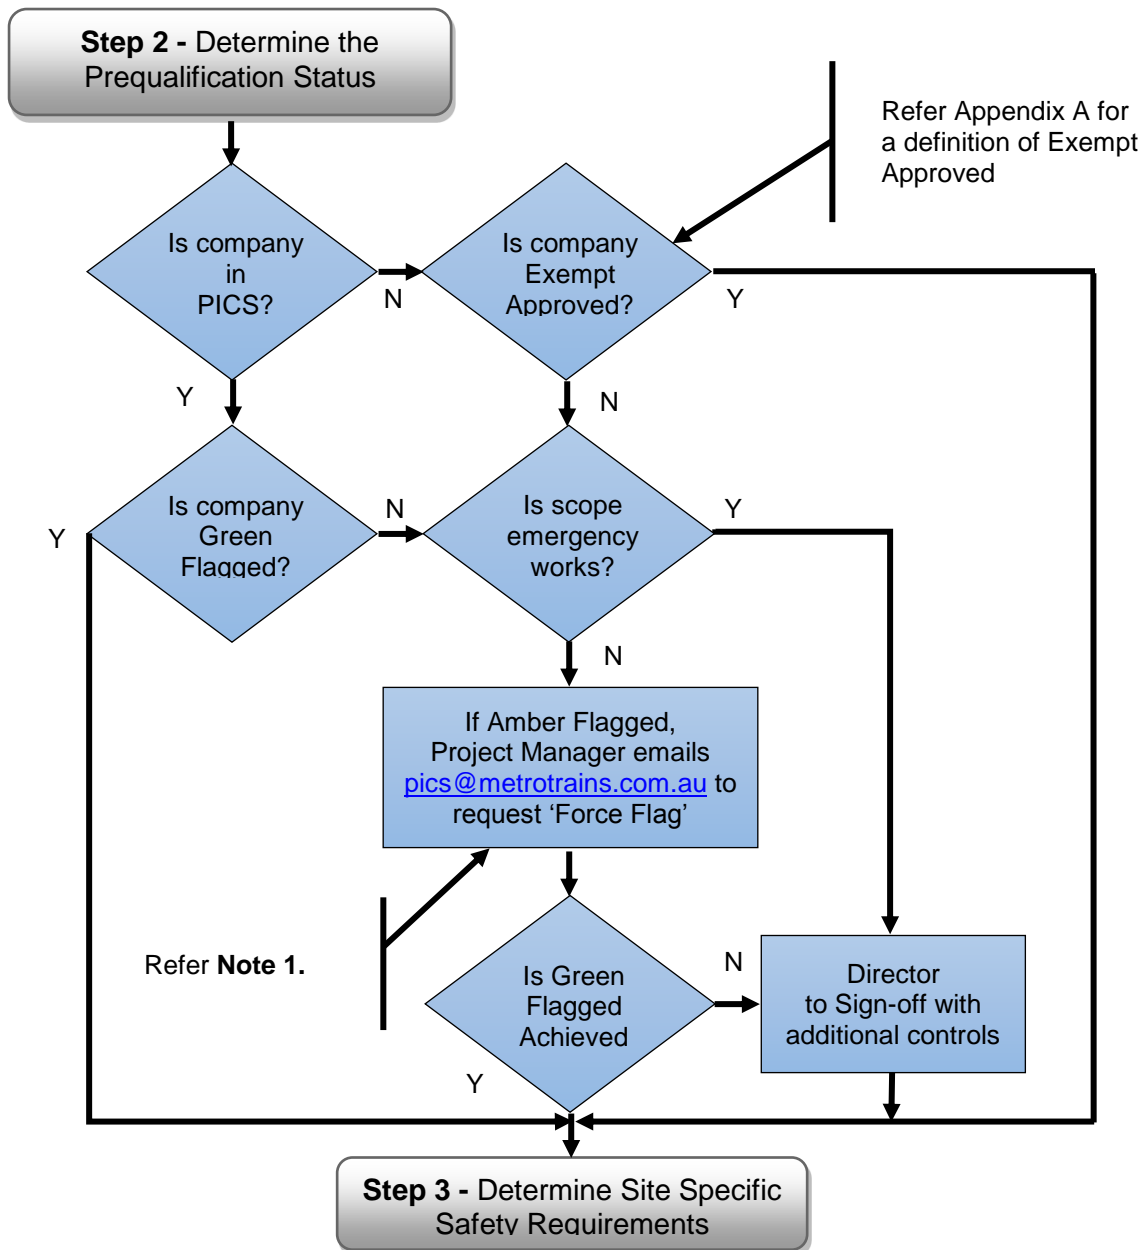 Step 2 - Determine the
Prequalification Status
Refer Appendix A for
a definition of Exempt
Approved
Is company
in
PICS?
N
Is company
Exempt
Approved?
Y
Y
N
Is company
Green
Flagged?
Y
N
Is scope
emergency
works?
Y
N
If Amber Flagged,
Project Manager emails
pics@metrotrains.com.au to
request ‘Force Flag’
Refer Note 1.
Is Green
Flagged
Achieved
N
Y
Director
to Sign-off with
additional controls
Step 3 - Determine Site Specific
Safety Requirements